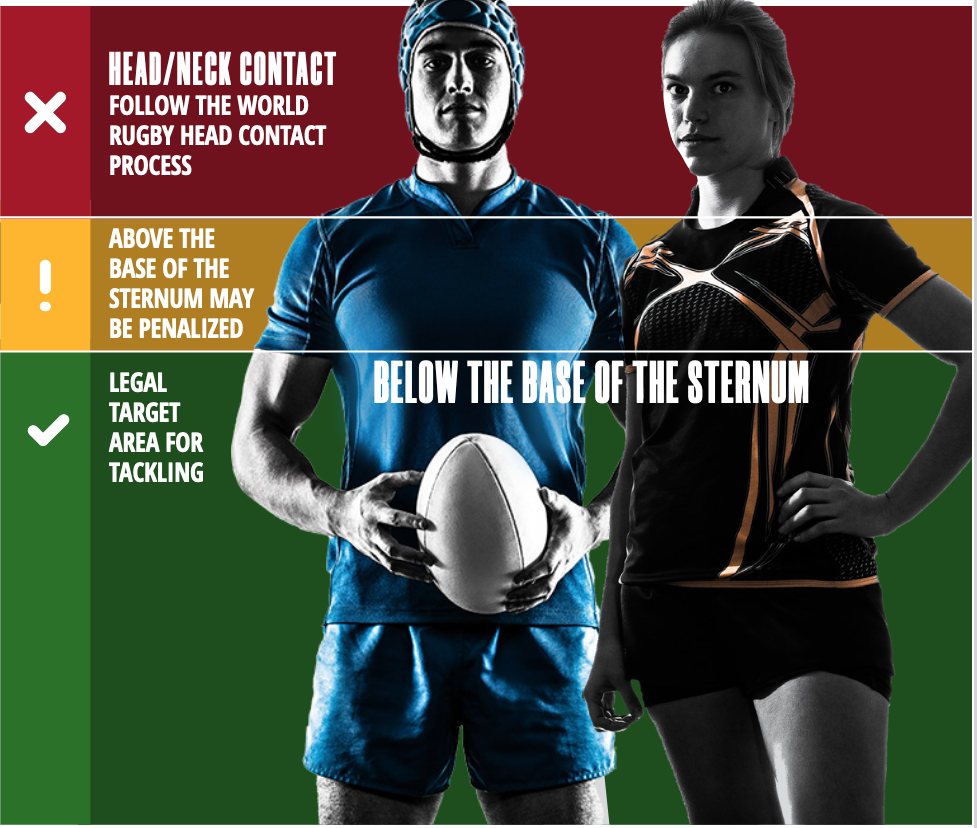 HEAD/NECK CONTACT
FOLLOW THE WORLD
RUGBY HEAD CONTACT
PROCESS
ABOVE THE
BASE OF THE
STERNUM MAY
BE PENALIZED
BELOW THE BASE OF THE STERNUM
LEGAL
TARGET
AREA FOR
TACKLING